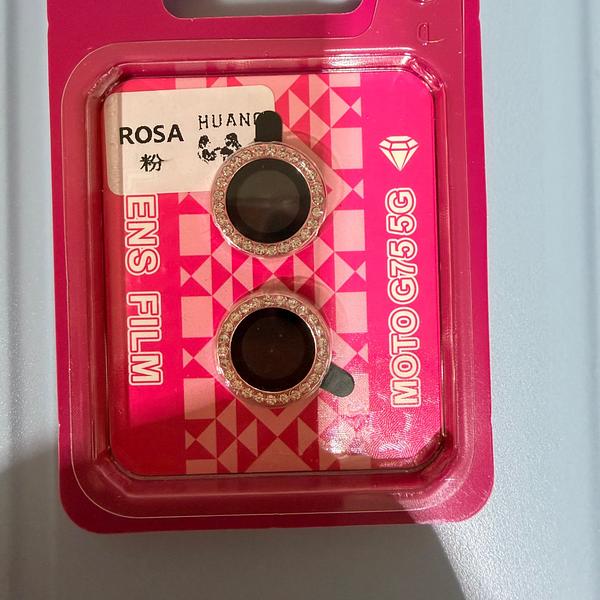 ROSA
粉
HUANG
ENS FILM
MOTO G75 5G